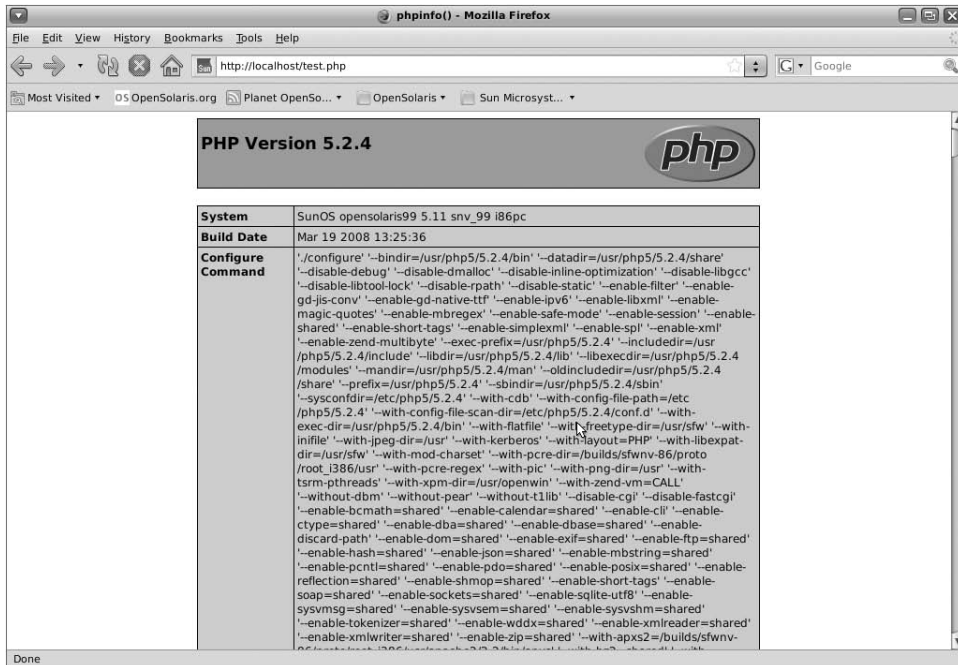 phpinfo() - Mozilla Firefox
File Edit View History Bookmarks Tools Help
Sun http://localhost/test.php G Google
Most Visited OS OpenSolaris.org Planet OpenSo... OpenSolaris Sun Microsyst...
PHP Version 5.2.4
php
System SunOS opensolaris99 5.11 snv_99 i86pc
Build Date Mar 19 2008 13:25:36
Configure './configure' '--bindir=/usr/php5/5.2.4/bin' '--datadir=/usr/php5/5.2.4/share'
Command '--disable-debug' '--disable-dmalloc' '--disable-inline-optimization' '--disable-libgcc'
'--disable-libtool-lock' '--disable-rpath' '--disable-static' '--enable-filter' '--enable-
gd-jis-conv' '--enable-gd-native-ttf' '--enable-ipv6' '--enable-libxml' '--enable-
magic-quotes' '--enable-mbregex' '--enable-safe-mode' '--enable-session' '--enable-
shared' '--enable-short-tags' '--enable-simplexml' '--enable-spl' '--enable-xml'
'--enable-zend-multibyte' '--exec-prefix=/usr/php5/5.2.4' '--includedir=/usr
/php5/5.2.4/include' '--libdir=/usr/php5/5.2.4/lib' '--libexecdir=/usr/php5/5.2.4
/modules' '--mandir=/usr/php5/5.2.4/man' '--oldincludedir=/usr/php5/5.2.4
/share' '--prefix=/usr/php5/5.2.4' '--sbindir=/usr/php5/5.2.4/sbin'
'--sysconfdir=/etc/php5/5.2.4' '--with-cdb' '--with-config-file-path=/etc
/php5/5.2.4' '--with-config-file-scan-dir=/etc/php5/5.2.4/conf.d' '--with-
exec-dir=/usr/php5/5.2.4/bin' '--with-flatfile' '--with-freetype-dir=/usr/sfw' '--with-
inifile' '--with-jpeg-dir=/usr' '--with-kerberos' '--with-layout=PHP' '--with-libexpat-
dir=/usr/sfw' '--with-mod-charset' '--with-pcre-dir=/builds/sfwnv-86/proto
/root_i386/usr' '--with-pcre-regex' '--with-pic' '--with-png-dir=/usr' '--with-
tsrm-pthreads' '--with-xpm-dir=/usr/openwin' '--with-zend-vm=CALL'
'--without-dbm' '--without-pear' '--without-t1lib' '--disable-cgi' '--disable-fastcgi'
'--enable-bcmath=shared' '--enable-calendar=shared' '--enable-cli' '--enable-
ctype=shared' '--enable-dba=shared' '--enable-dbase=shared' '--enable-
discard-path' '--enable-dom=shared' '--enable-exif=shared' '--enable-ftp=shared'
'--enable-hash=shared' '--enable-json=shared' '--enable-mbstring=shared'
'--enable-pcntl=shared' '--enable-pdo=shared' '--enable-posix=shared' '--enable-
reflection=shared' '--enable-shmop=shared' '--enable-short-tags' '--enable-
soap=shared' '--enable-sockets=shared' '--enable-sqlite-utf8' '--enable-
sysvmsg=shared' '--enable-sysvsem=shared' '--enable-sysvshm=shared'
'--enable-tokenizer=shared' '--enable-wddx=shared' '--enable-xmlreader=shared'
'--enable-xmlwriter=shared' '--enable-zip=shared' '--with-apxs2=/builds/sfwnv-
Done